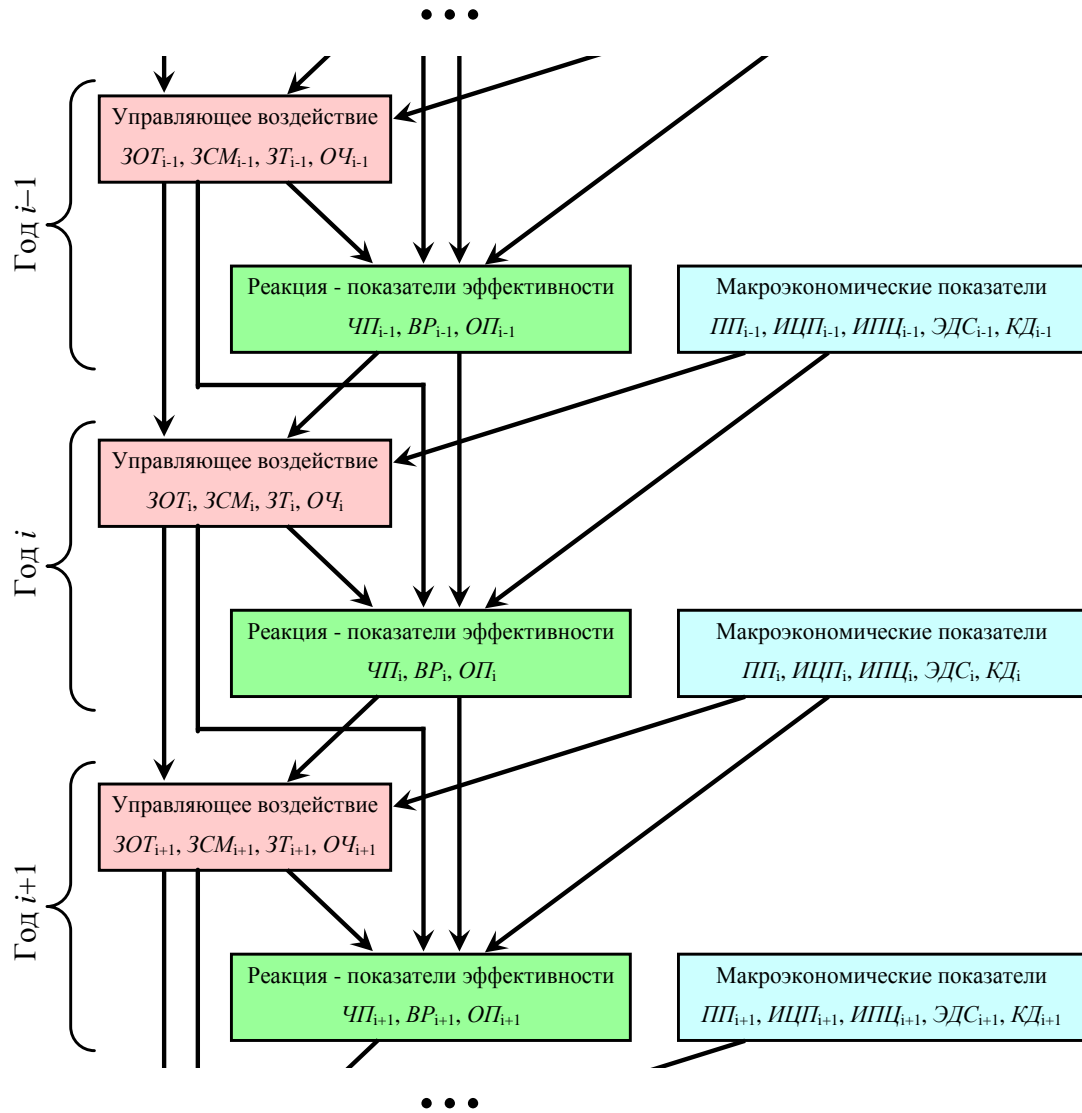 •••
Год i–1
Управляющее воздействие
ЗОТi-1, ЗСМi-1, ЗТi-1, ОЧi-1
Реакция - показатели эффективности
ЧПi-1, ВРi-1, ОПi-1
Макроэкономические показатели
ППi-1, ИЦПi-1, ИПЦi-1, ЭДСi-1, КДi-1
Год i
Управляющее воздействие
ЗОТi, ЗСМi, ЗТi, ОЧi
Реакция - показатели эффективности
ЧПi, ВРi, ОПi
Макроэкономические показатели
ППi, ИЦПi, ИПЦi, ЭДСi, КДi
Год i+1
Управляющее воздействие
ЗОТi+1, ЗСМi+1, ЗТi+1, ОЧi+1
Реакция - показатели эффективности
ЧПi+1, ВРi+1, ОПi+1
Макроэкономические показатели
ППi+1, ИЦПi+1, ИПЦi+1, ЭДСi+1, КДi+1
•••